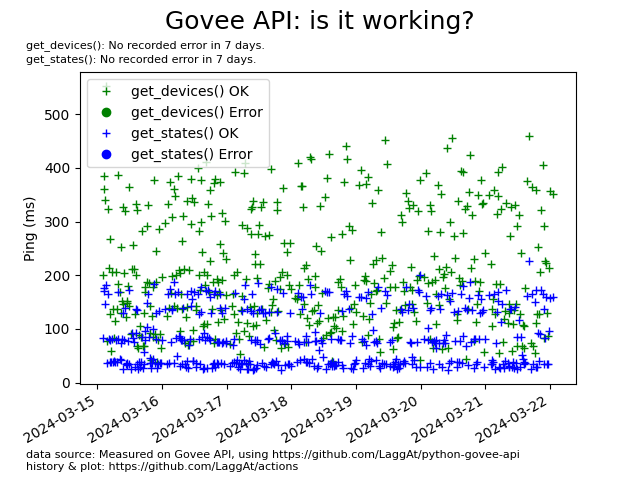 Govee API: is it working?
get_devices(): No recorded error in 7 days.
get_states(): No recorded error in 7 days.
get_devices() OK
get_devices() Error
get_states() OK
get_states() Error
Ping (ms)
500
400
300
200
100
0
2024-03-15
2024-03-16
2024-03-17
2024-03-18
2024-03-19
2024-03-20
2024-03-21
2024-03-22
data source: Measured on Govee API, using https://github.com/LaggAt/python-govee-api
history & plot: https://github.com/LaggAt/actions